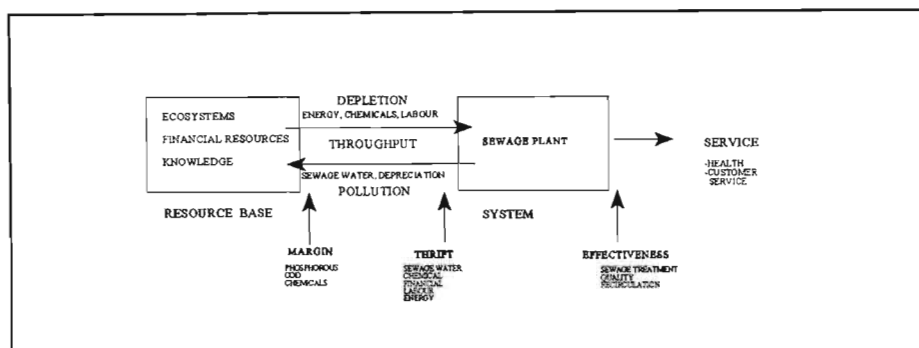 DEPLETION
ENERGY, CHEMICALS, LABOUR
ECOSYSTEMS
FINANCIAL RESOURCES
KNOWLEDGE
THROUGHPUT
SEWAGE WATER, DEPRECIATION
POLLUTION
SEWAGE PLANT
SERVICE
-HEALTH
-CUSTOMER
SERVICE
RESOURCE BASE
SYSTEM
MARGIN
PHOSPHOROUS
COD
CHEMICALS
THRIFT
SEWAGE WATER
CHEMICAL
FINANCIAL
LABOUR
ENERGY
EFFECTIVENESS
SEWAGE TREATMENT
QUALITY
RECIRCULATION